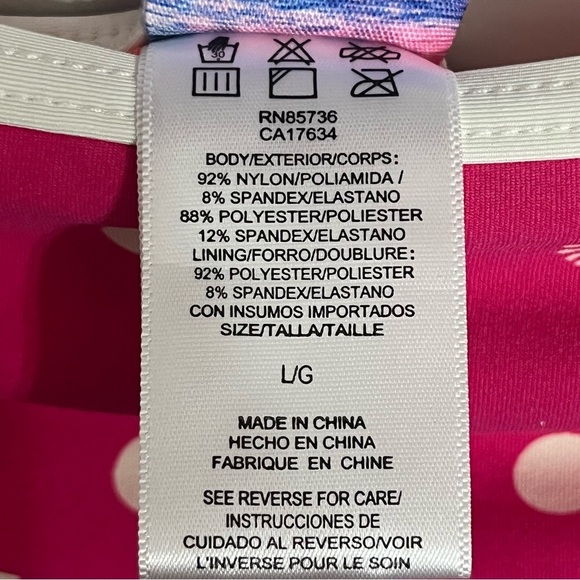 30
RN85736
CA17634
BODY/EXTERIOR/CORPS:
92% NYLON/POLIAMIDA /
8% SPANDEX/ELASTANO
88% POLYESTER/POLIESTER
12% SPANDEX/ELASTANO
LINING/FORRO/DOUBLURE:
92% POLYESTER/POLIESTER
8% SPANDEX/ELASTANO
CON INSUMOS IMPORTADOS
SIZE/TALLA/TAILLE
L/G
MADE IN CHINA
HECHO EN CHINA
FABRIQUE EN CHINE
SEE REVERSE FOR CARE/
INSTRUCCIONES DE
CUIDADO AL REVERSO/VOIR
L'INVERSE POUR LE SOIN